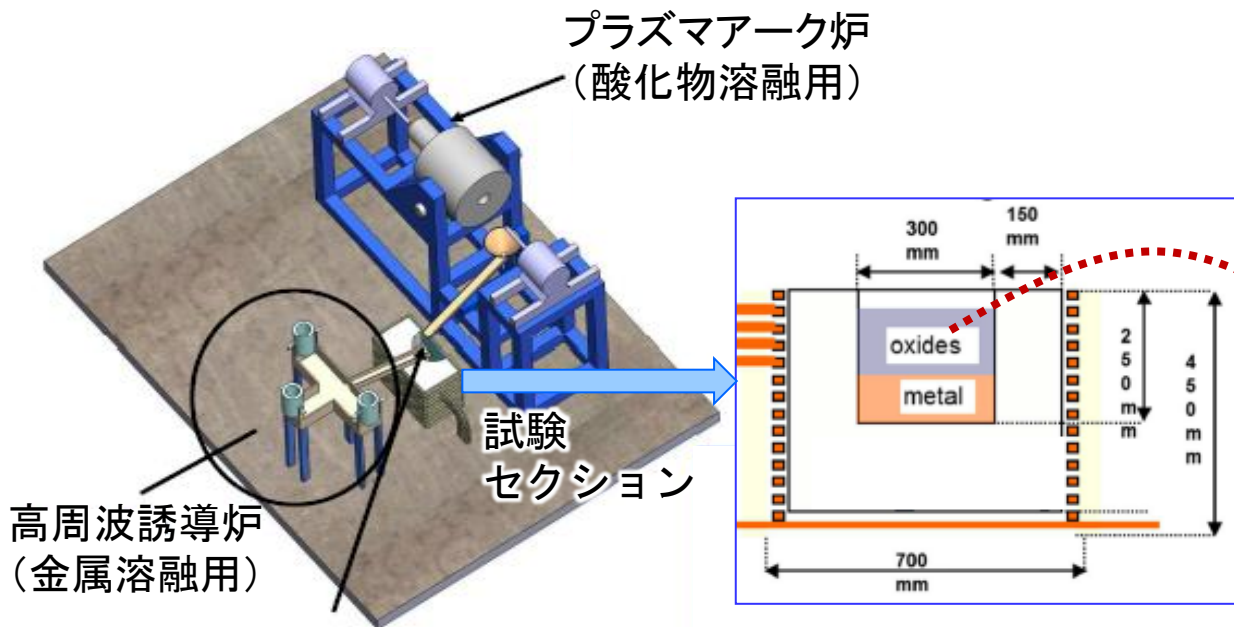 プラズマアーク炉
（酸化物溶融用）
試験
セクション
高周波誘導炉
（金属溶融用）
300
mm
150
mm
oxides
metal
250mm
450mm
700
mm